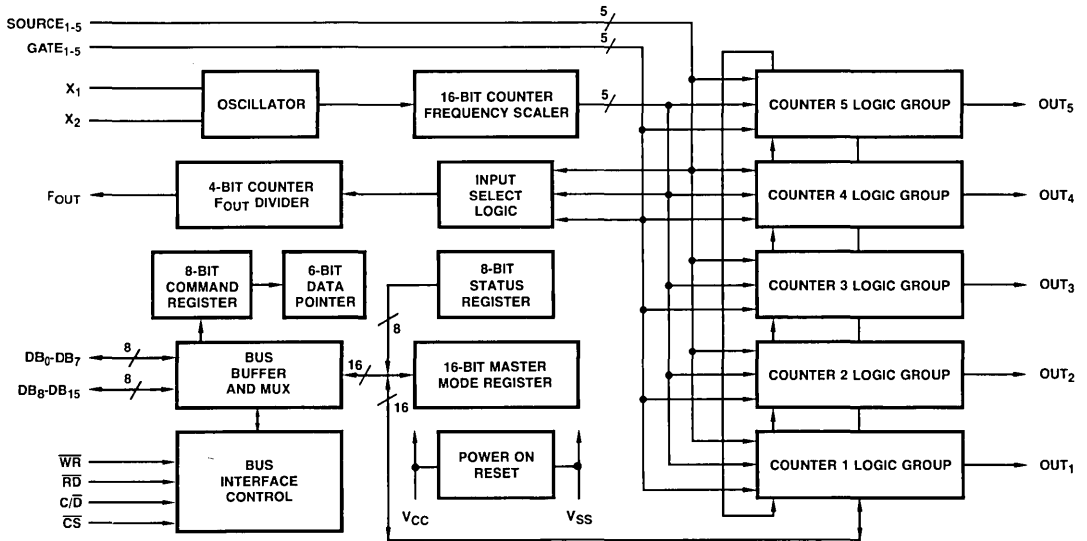 SOURCE1-5
5
GATE1-5
5
X1
X2
OSCILLATOR
16-BIT COUNTER
FREQUENCY SCALER
5
COUNTER 5 LOGIC GROUP
OUT5
FOUT
4-BIT COUNTER
FOUT DIVIDER
INPUT
SELECT
LOGIC
COUNTER 4 LOGIC GROUP
OUT4
8-BIT
COMMAND
REGISTER
6-BIT
DATA
POINTER
8-BIT
STATUS
REGISTER
COUNTER 3 LOGIC GROUP
OUT3
8
DB0-DB7
8
DB8-DB15
8
BUS
BUFFER
AND MUX
16
16
16-BIT MASTER
MODE REGISTER
COUNTER 2 LOGIC GROUP
OUT2
WR
RD
C/D
CS
BUS
INTERFACE
CONTROL
POWER ON
RESET
VCC
VSS
COUNTER 1 LOGIC GROUP
OUT1